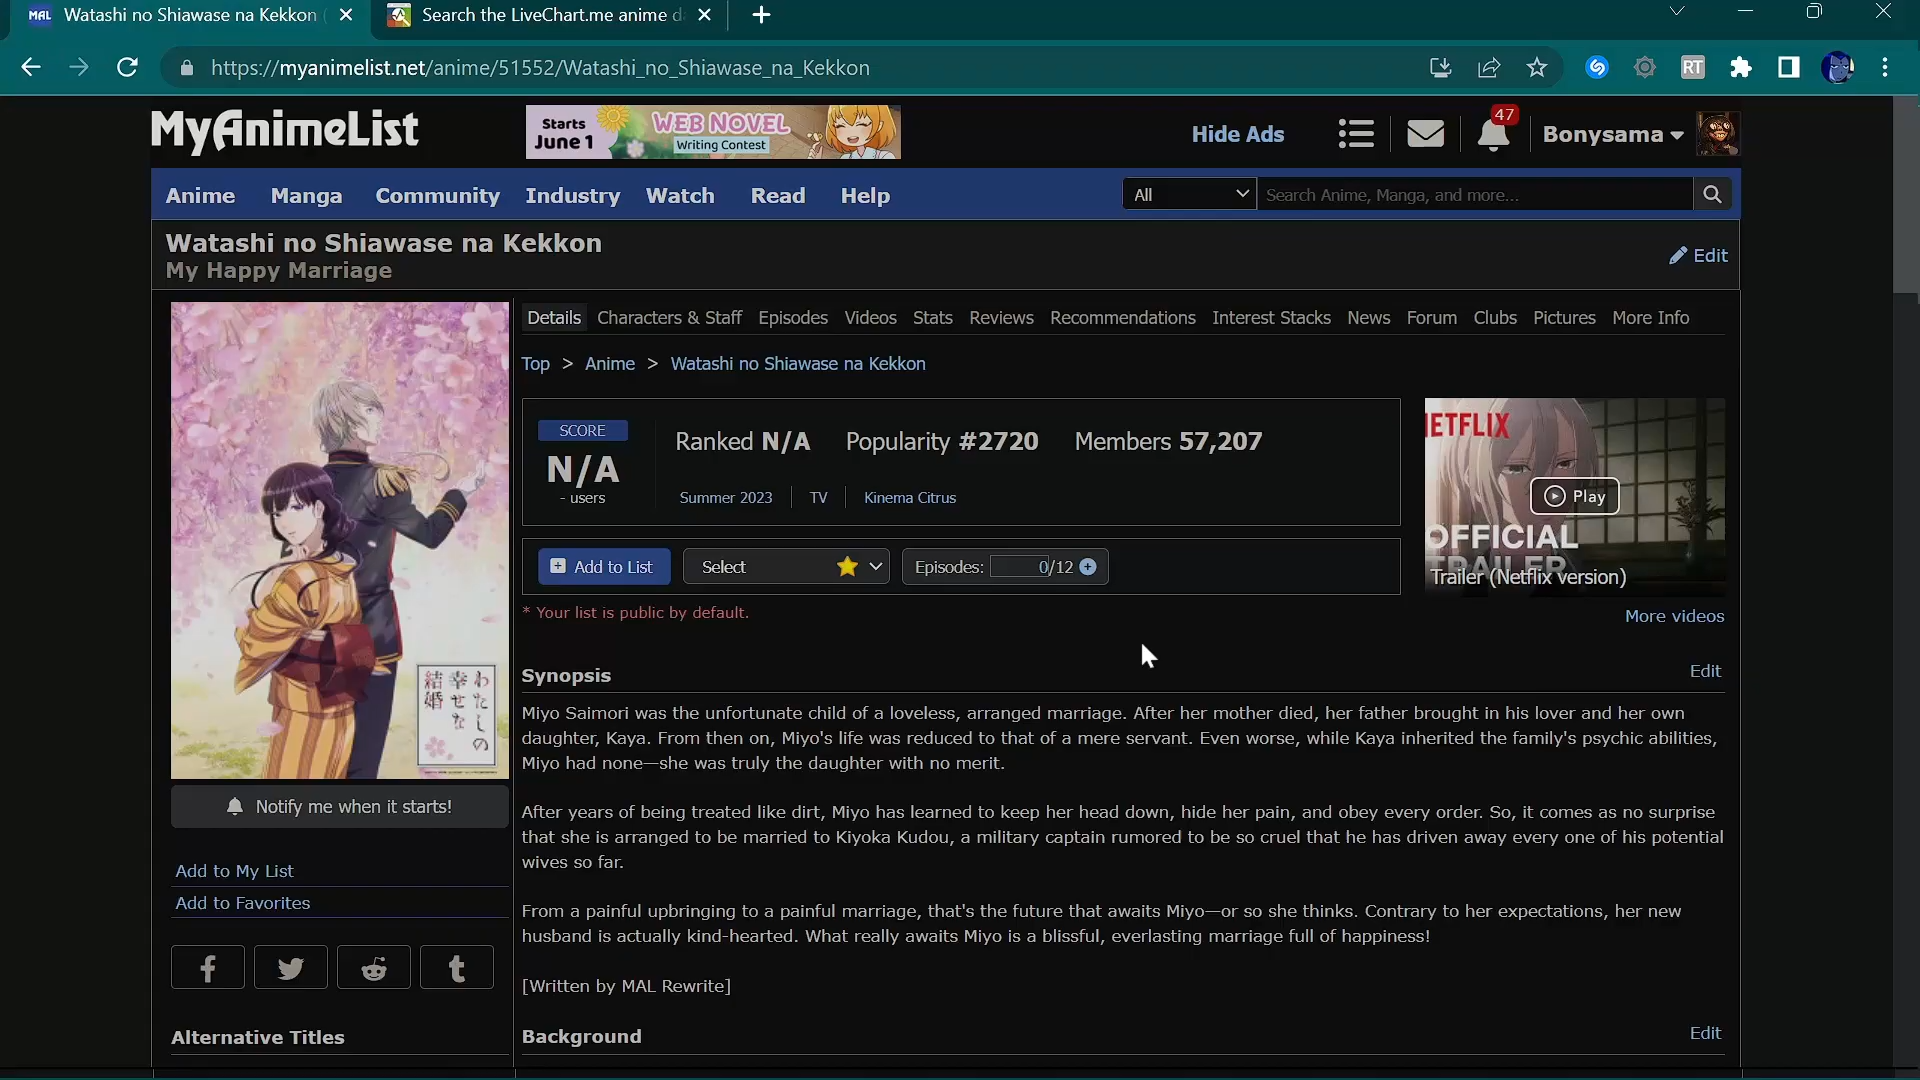 Watashi no Shiawase na Kekkon (
Search the LiveChart.me anime d
https://myanimelist.net/anime/51552/Watashi_no_Shiawase_na_Kekkon
RT
MyAnimeList
Starts
June 1
WEB NOVEL
Writing Contest
Hide Ads
47
Bonysama
Anime Manga Community Industry Watch Read Help
All
Search Anime, Manga, and more...
Watashi no Shiawase na Kekkon
My Happy Marriage
Edit
Details Characters & Staff Episodes Videos Stats Reviews Recommendations Interest Stacks News Forum Clubs Pictures More Info
Top > Anime > Watashi no Shiawase na Kekkon
SCORE
N/A
- users
Ranked N/A Popularity #2720 Members 57,207
Summer 2023 TV Kinema Citrus
NETFLIX
Play
OFFICIAL
TRAILER
Trailer (Netflix version)
Add to List
Select
Episodes: 0/12
* Your list is public by default.
More videos
わたしの
幸せな
結婚
Synopsis
Edit
Miyo Saimori was the unfortunate child of a loveless, arranged marriage. After her mother died, her father brought in his lover and her own
daughter, Kaya. From then on, Miyo's life was reduced to that of a mere servant. Even worse, while Kaya inherited the family's psychic abilities,
Miyo had none—she was truly the daughter with no merit.
After years of being treated like dirt, Miyo has learned to keep her head down, hide her pain, and obey every order. So, it comes as no surprise
that she is arranged to be married to Kiyoka Kudou, a military captain rumored to be so cruel that he has driven away every one of his potential
wives so far.
From a painful upbringing to a painful marriage, that's the future that awaits Miyo—or so she thinks. Contrary to her expectations, her new
husband is actually kind-hearted. What really awaits Miyo is a blissful, everlasting marriage full of happiness!
[Written by MAL Rewrite]
Background
Edit
Notify me when it starts!
Add to My List
Add to Favorites
Alternative Titles